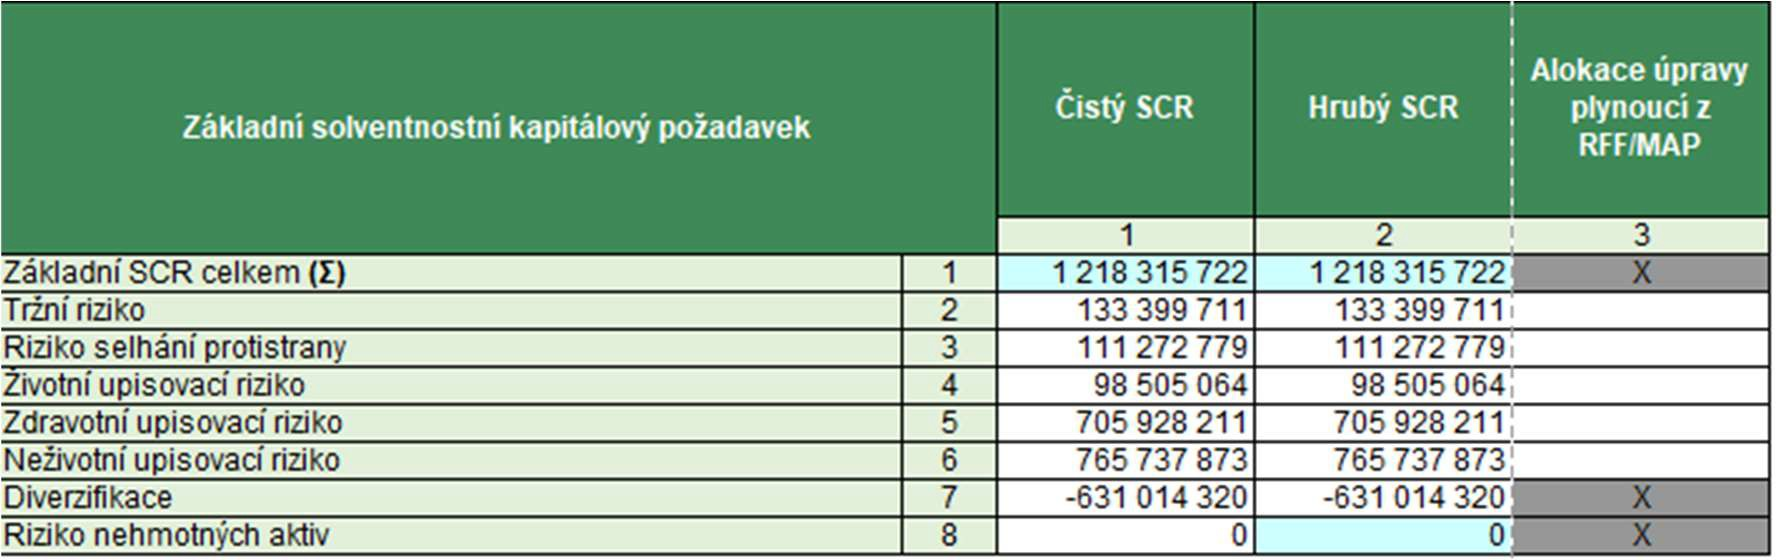 Základní solventnostní kapitálový požadavek
Čistý SCR
Hrubý SCR
Alokace úpravy
plynoucí z
RFF/MAP
1 2 3
Základní SCR celkem (Σ) 1 1 218 315 722 1 218 315 722 X
Tržní riziko 2 133 399 711 133 399 711
Riziko selhání protistrany 3 111 272 779 111 272 779
Životní upisovací riziko 4 98 505 064 98 505 064
Zdravotní upisovací riziko 5 705 928 211 705 928 211
Neživotní upisovací riziko 6 765 737 873 765 737 873
Diverzifikace 7 -631 014 320 -631 014 320 X
Riziko nehmotných aktiv 8 0 0 X